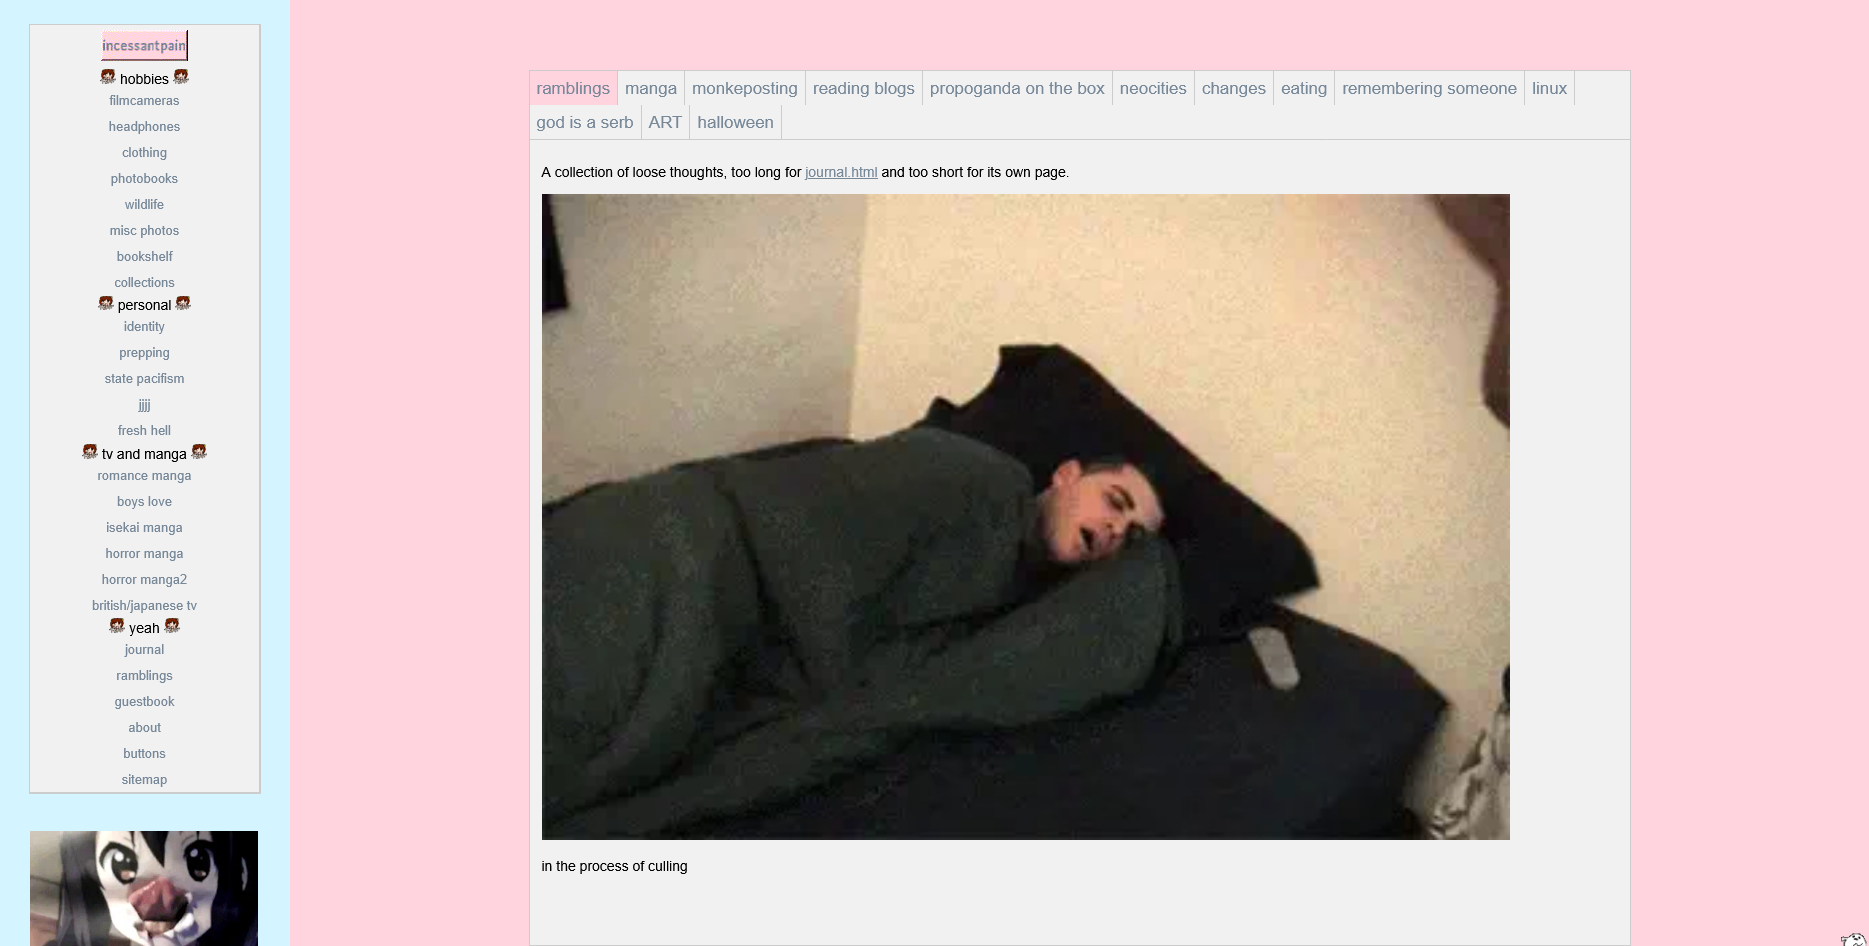 incessantpain
hobbies
filmcameras
headphones
clothing
photobooks
wildlife
misc photos
bookshelf
collections
personal
identity
prepping
state pacifism
jjjj
fresh hell
tv and manga
romance manga
boys love
isekai manga
horror manga
horror manga2
british/japanese tv
yeah
journal
ramblings
guestbook
about
buttons
sitemap
ramblings manga monkeposting reading blogs propoganda on the box neocities changes eating remembering someone linux
god is a serb ART halloween
A collection of loose thoughts, too long for journal.html and too short for its own page.
in the process of culling